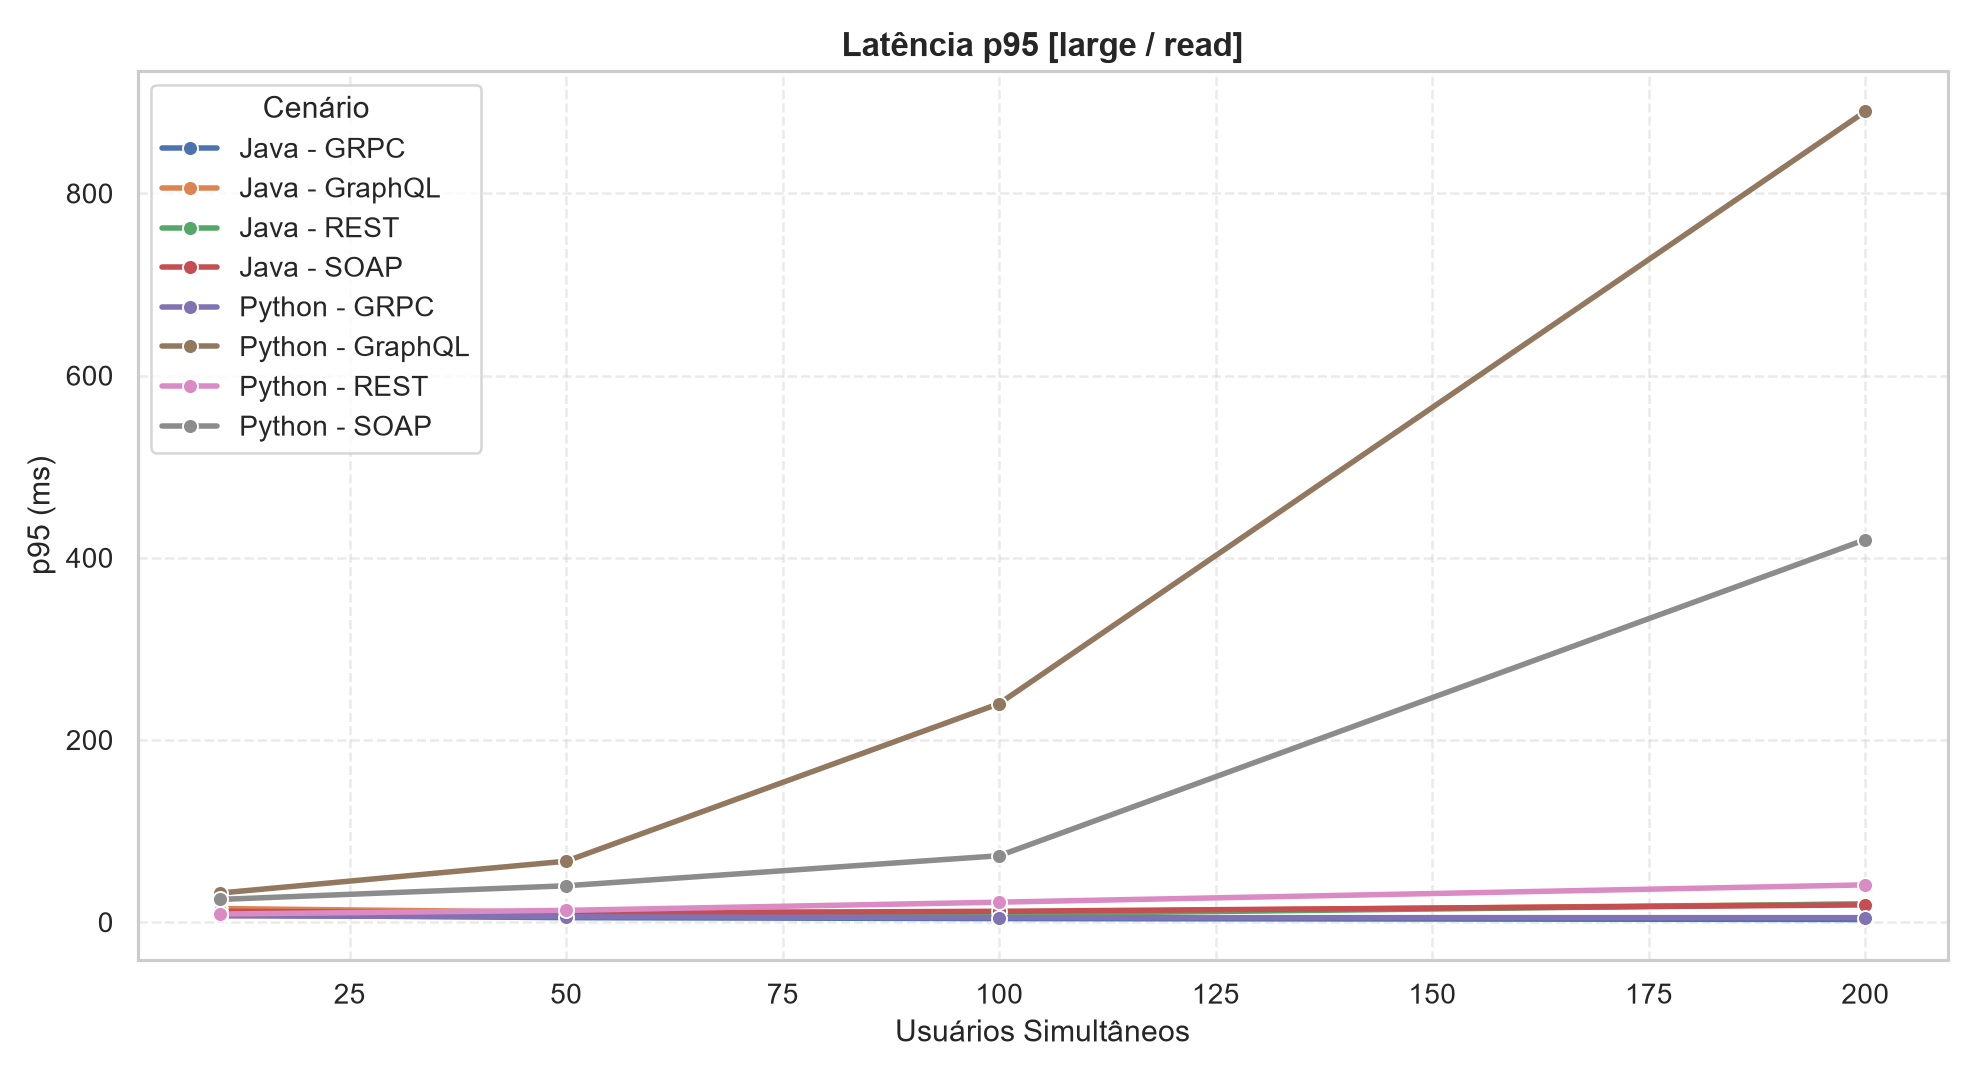 Latência p95 [large / read]
Cenário
Java - GRPC
Java - GraphQL
Java - REST
Java - SOAP
Python - GRPC
Python - GraphQL
Python - REST
Python - SOAP
p95 (ms)
800
600
400
200
0
25 50 75 100 125 150 175 200
Usuários Simultâneos